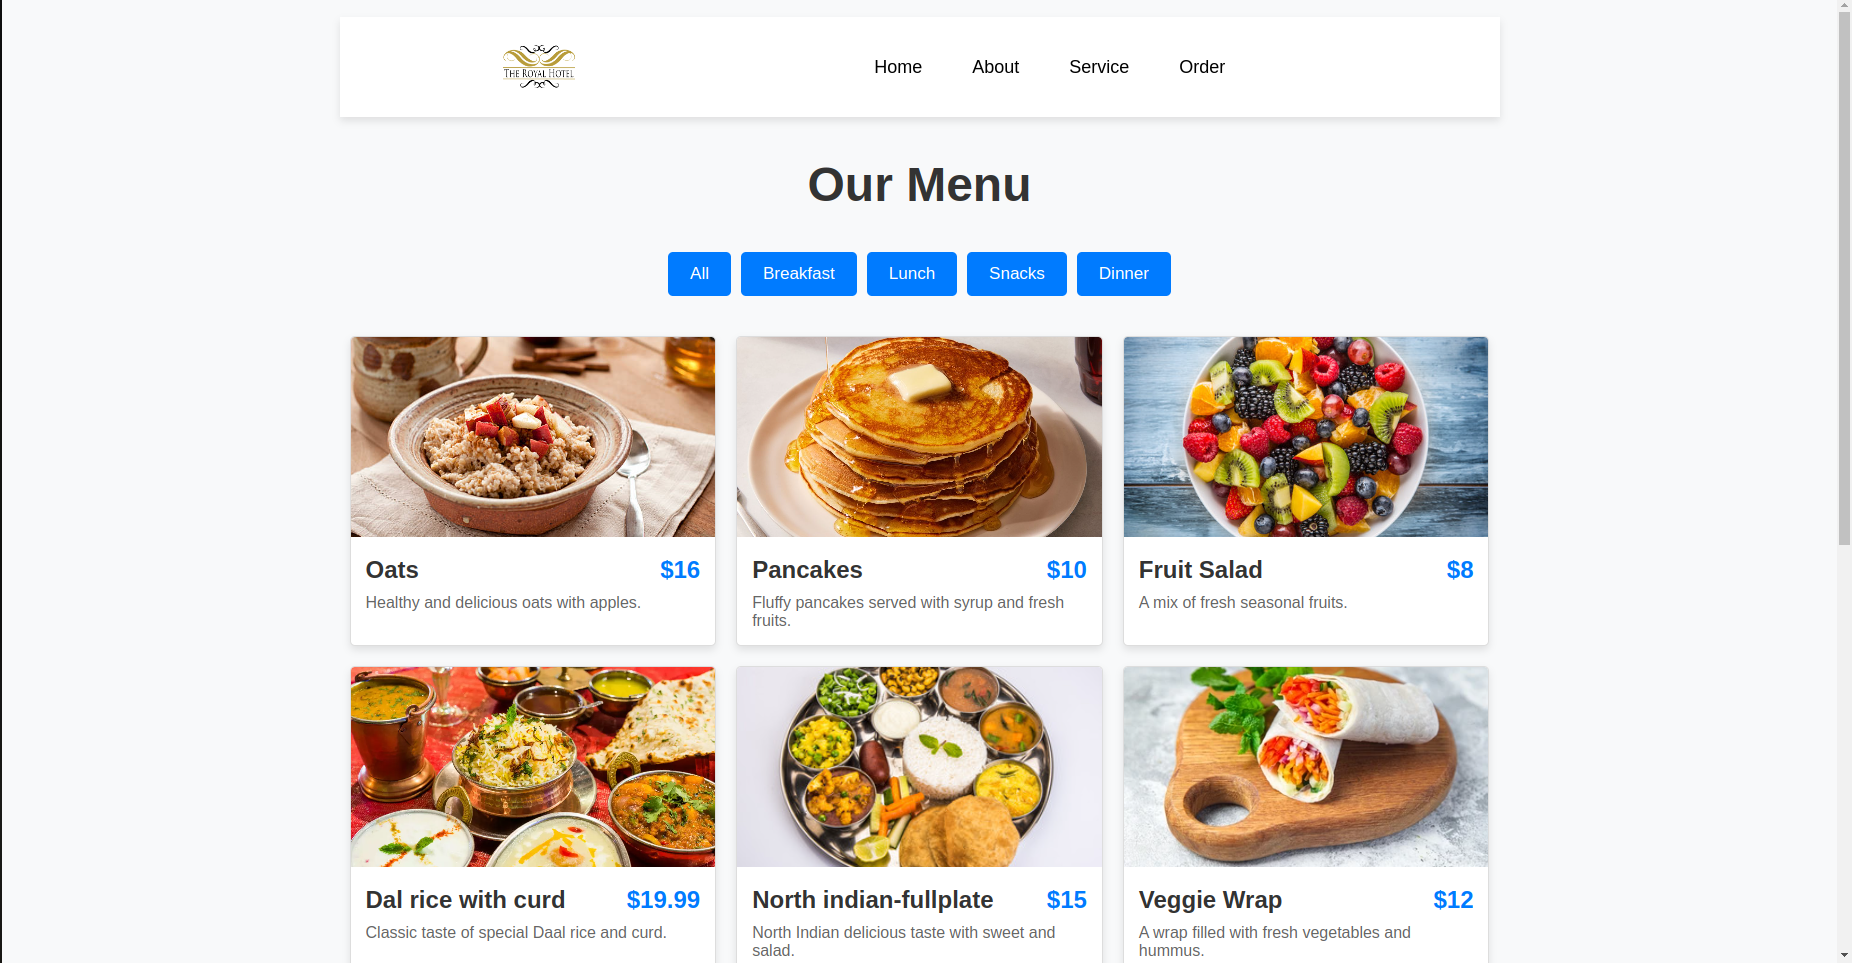 THE ROYAL HOTEL
Home About Service Order
Our Menu
All Breakfast Lunch Snacks Dinner
Oats $16
Healthy and delicious oats with apples.
Pancakes $10
Fluffy pancakes served with syrup and fresh
fruits.
Fruit Salad $8
A mix of fresh seasonal fruits.
Dal rice with curd $19.99
Classic taste of special Daal rice and curd.
North indian-fullplate $15
North Indian delicious taste with sweet and
salad.
Veggie Wrap $12
A wrap filled with fresh vegetables and
hummus.